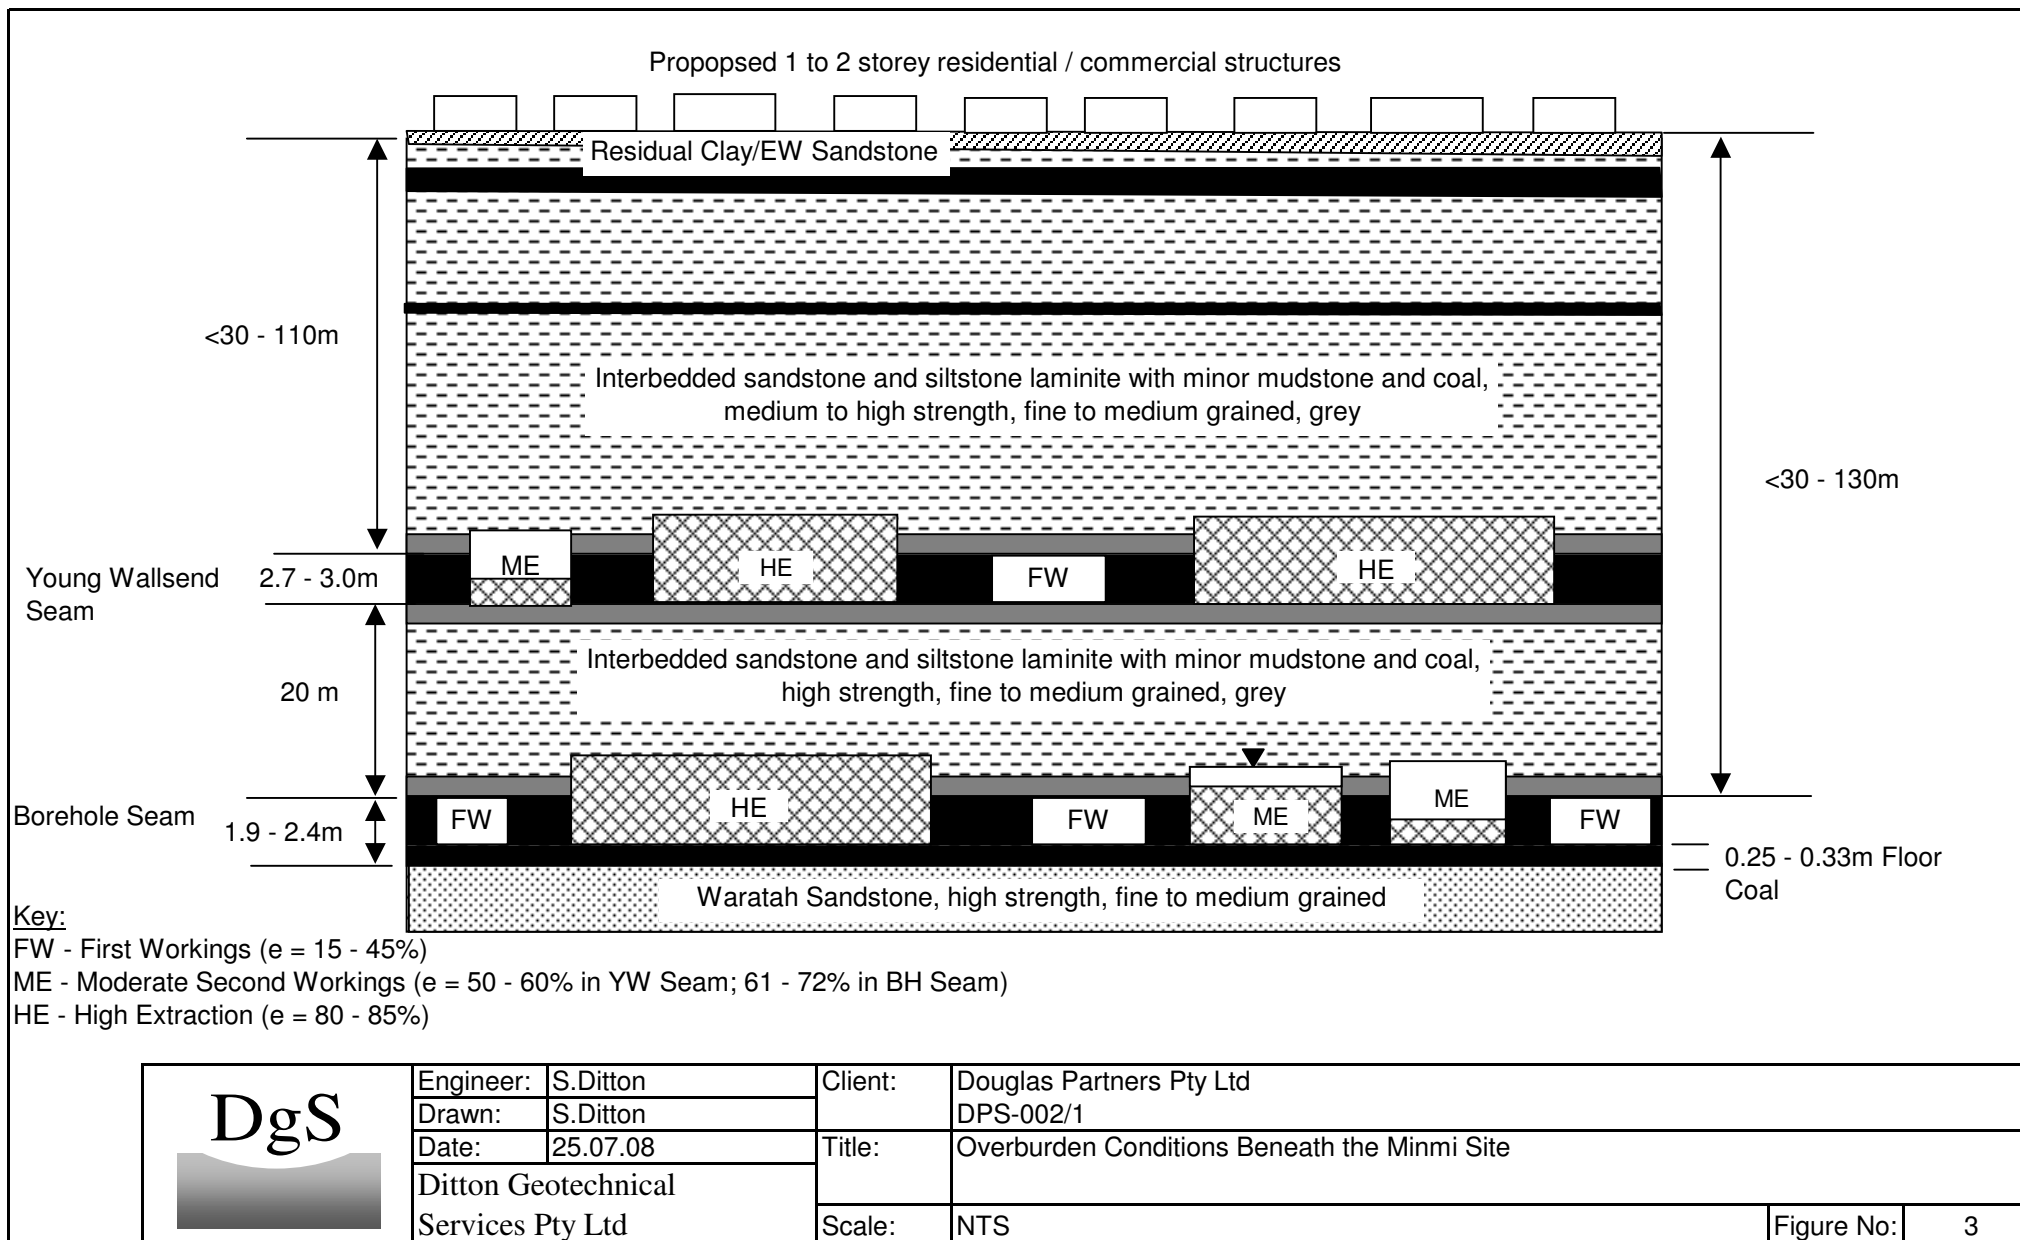 Propopsed 1 to 2 storey residential / commercial structures
Residual Clay/EW Sandstone
<30 - 110m
Interbedded sandstone and siltstone laminite with minor mudstone and coal,
medium to high strength, fine to medium grained, grey
<30 - 130m
ME
HE
FW
HE
Young Wallsend
Seam
2.7 - 3.0m
Interbedded sandstone and siltstone laminite with minor mudstone and coal,
high strength, fine to medium grained, grey
20 m
Borehole Seam
1.9 - 2.4m
FW
HE
FW
ME
ME
FW
0.25 - 0.33m Floor
Coal
Waratah Sandstone, high strength, fine to medium grained
Key:
FW - First Workings (e = 15 - 45%)
ME - Moderate Second Workings (e = 50 - 60% in YW Seam; 61 - 72% in BH Seam)
HE - High Extraction (e = 80 - 85%)
DgS
Engineer: S.Ditton
Drawn: S.Ditton
Date: 25.07.08
Ditton Geotechnical
Services Pty Ltd
Client: Douglas Partners Pty Ltd
DPS-002/1
Title: Overburden Conditions Beneath the Minmi Site
Scale: NTS
Figure No: 3